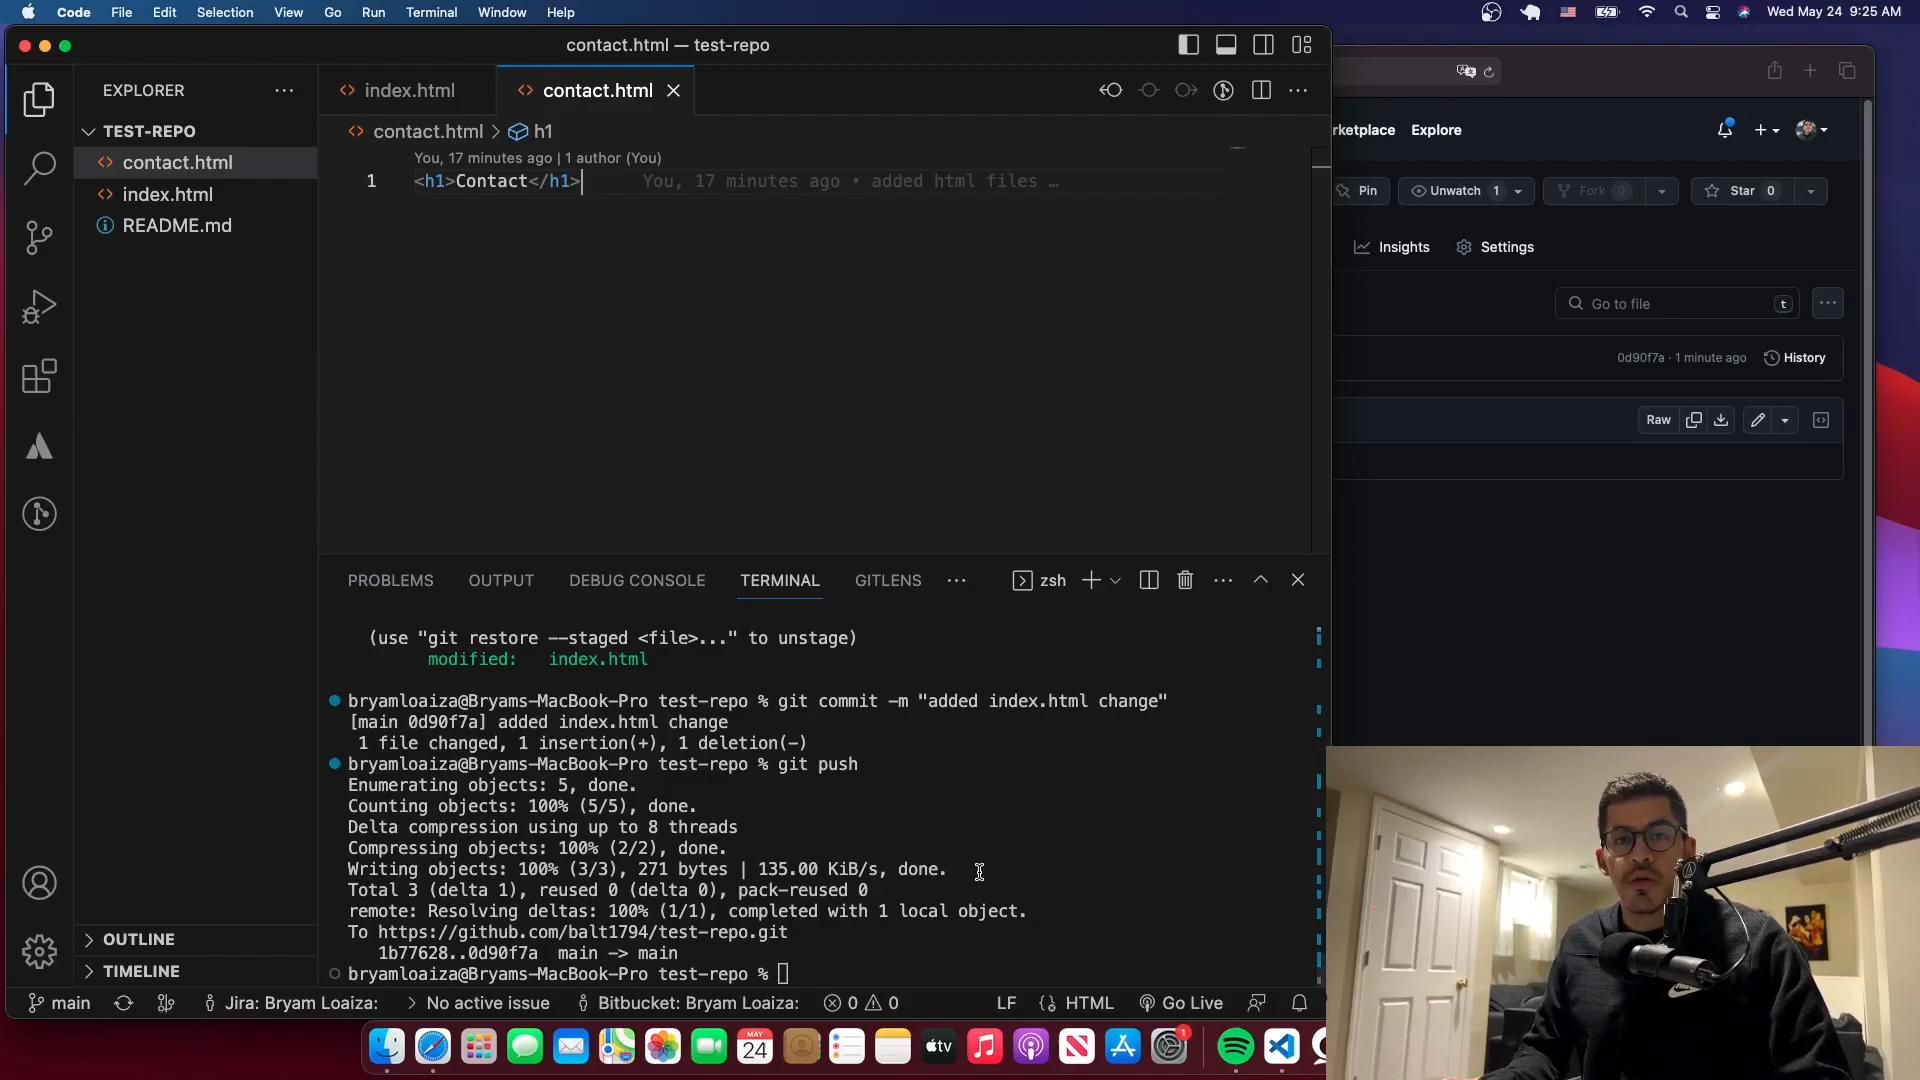 Code File Edit Selection View Go Run Terminal Window Help
Wed May 24 9:25 AM
contact.html — test-repo
EXPLORER
TEST-REPO
contact.html
index.html
README.md
OUTLINE
TIMELINE
index.html
contact.html
contact.html > h1
You, 17 minutes ago | 1 author (You)
1 <h1>Contact</h1> You, 17 minutes ago • added html files …
PROBLEMS OUTPUT DEBUG CONSOLE TERMINAL GITLENS
zsh
(use "git restore --staged <file>..." to unstage)
modified: index.html
bryamloaiza@Bryams-MacBook-Pro test-repo % git commit -m "added index.html change"
[main 0d90f7a] added index.html change
1 file changed, 1 insertion(+), 1 deletion(-)
bryamloaiza@Bryams-MacBook-Pro test-repo % git push
Enumerating objects: 5, done.
Counting objects: 100% (5/5), done.
Delta compression using up to 8 threads
Compressing objects: 100% (2/2), done.
Writing objects: 100% (3/3), 271 bytes | 135.00 KiB/s, done.
Total 3 (delta 1), reused 0 (delta 0), pack-reused 0
remote: Resolving deltas: 100% (1/1), completed with 1 local object.
To https://github.com/balt1794/test-repo.git
1b77628..0d90f7a main -> main
bryamloaiza@Bryams-MacBook-Pro test-repo %
main
Jira: Bryam Loaiza:
No active issue
Bitbucket: Bryam Loaiza:
0 0
LF
{} HTML
Go Live
rketplace Explore
Pin
Unwatch 1
Fork 0
Star 0
Insights
Settings
Go to file t
0d90f7a · 1 minute ago
History
Raw
MAY
24
tv
1